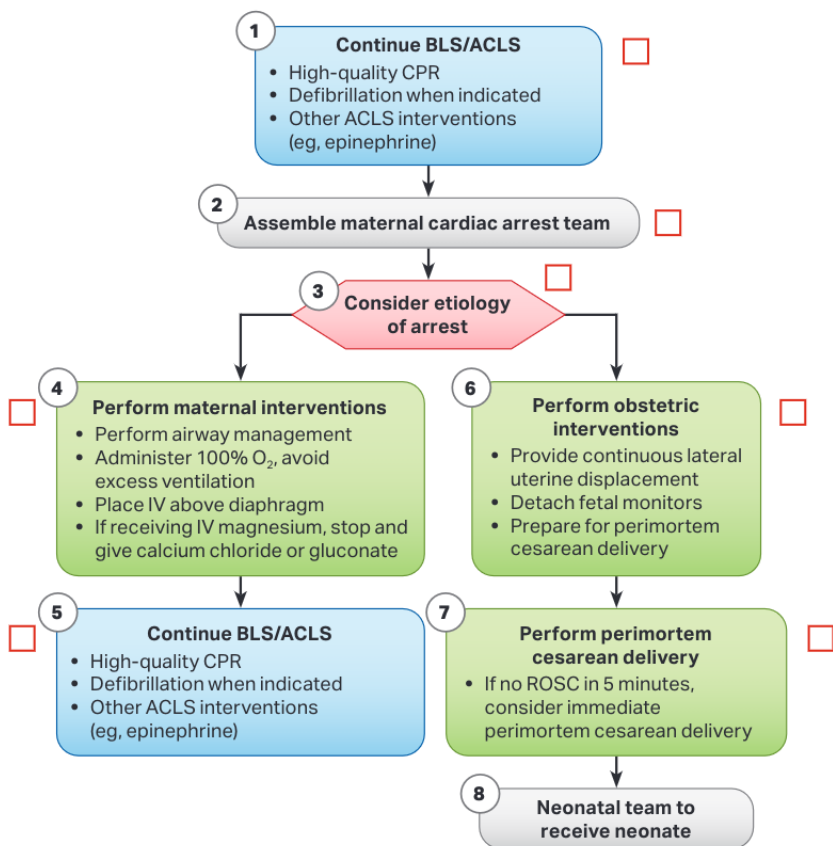 1
Continue BLS/ACLS
• High-quality CPR
• Defibrillation when indicated
• Other ACLS interventions
(eg, epinephrine)
2
Assemble maternal cardiac arrest team
3
Consider etiology
of arrest
4
Perform maternal interventions
• Perform airway management
• Administer 100% O₂, avoid
excess ventilation
• Place IV above diaphragm
• If receiving IV magnesium, stop and
give calcium chloride or gluconate
5
Continue BLS/ACLS
• High-quality CPR
• Defibrillation when indicated
• Other ACLS interventions
(eg, epinephrine)
6
Perform obstetric
interventions
• Provide continuous lateral
uterine displacement
• Detach fetal monitors
• Prepare for perimortem
cesarean delivery
7
Perform perimortem
cesarean delivery
• If no ROSC in 5 minutes,
consider immediate
perimortem cesarean delivery
8
Neonatal team to
receive neonate